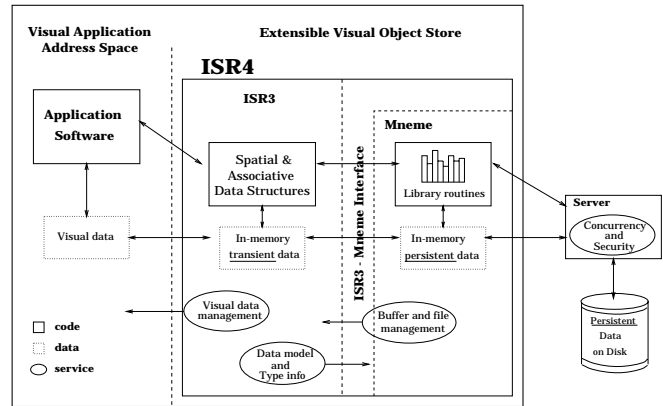 Visual Application
Address Space
Extensible Visual Object Store
ISR4
ISR3
Mneme
Application
Software
Spatial &
Associative
Data Structures
ISR3 - Mneme Interface
Library routines
Server
Concurrency
and
Security
Visual data
In-memory
transient data
In-memory
persistent data
Visual data
management
Buffer and file
management
Data model
and
Type info
Persistent
Data
on Disk
code
data
service